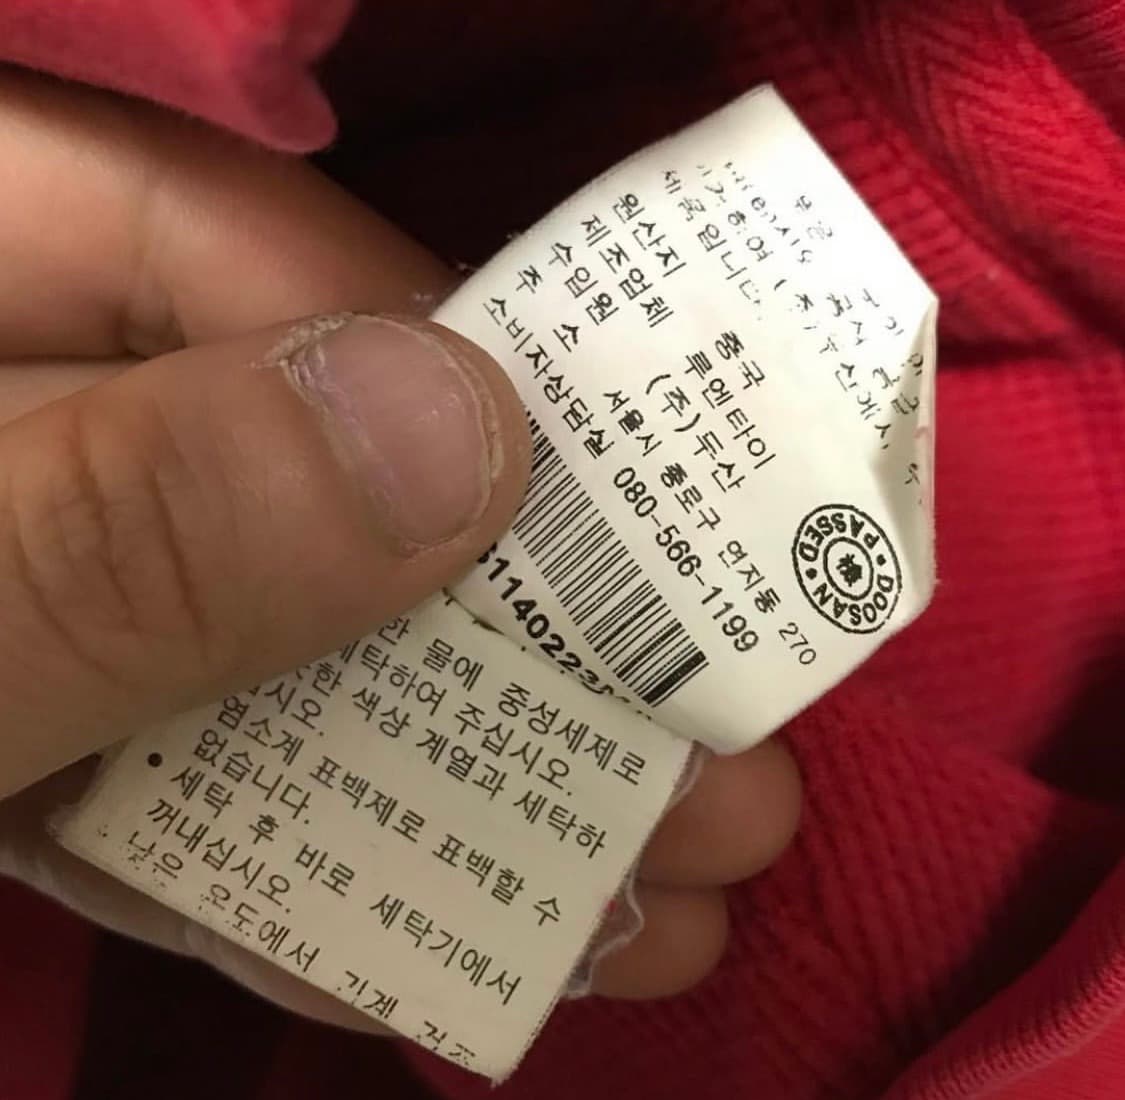 세품입니다.
원산지 중국
제조업체 루엔타이
수입원 (주)두산
주 소 서울시 종로구 연지동 270
소비자상담실 080-566-1199
DOOSAN • PASSED •
1140223
한 물에 중성세제로
세탁하여 주십시오.
한 색상 계열과 세탁하
시오.
염소계 표백제로 표백할 수
없습니다.
• 세탁 후 바로 세탁기에서
꺼내십시오.
낮은 온도에서 기계 건조